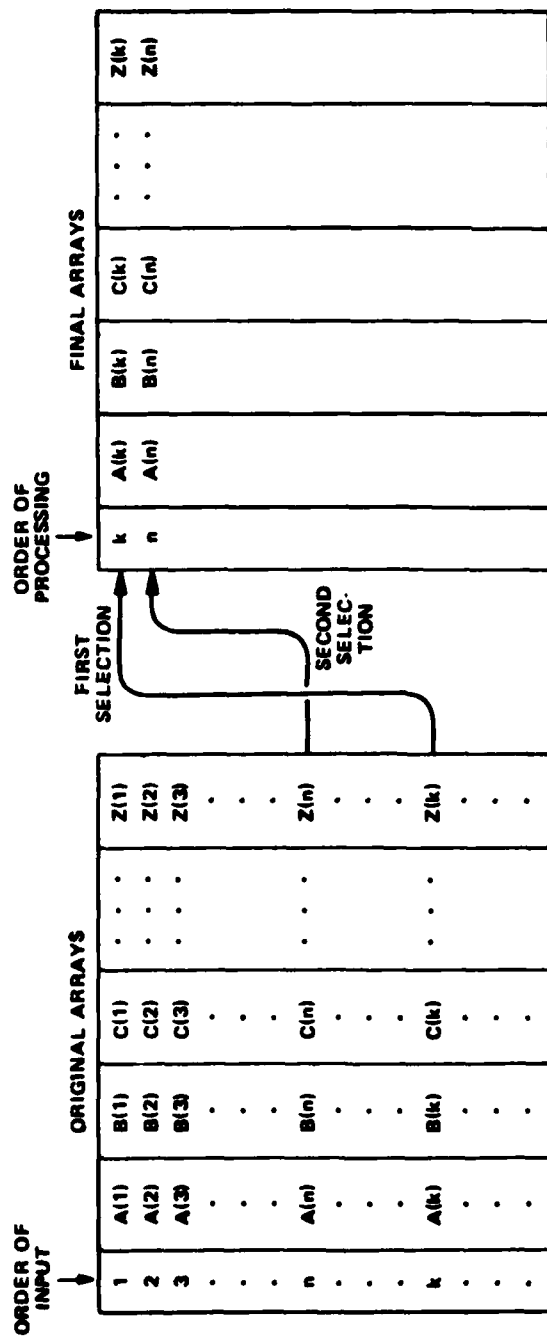 ORDER OF
INPUT
ORIGINAL ARRAYS
1 A(1) B(1) C(1) . . . Z(1)
2 A(2) B(2) C(2) . . . Z(2)
3 A(3) B(3) C(3) . . . Z(3)
. . . . .
. . . . .
. . . . .
n A(n) B(n) C(n) . . . Z(n)
. . . . .
. . . . .
. . . . .
k A(k) B(k) C(k) . . . Z(k)
. . . . .
. . . . .
. . . . .
FIRST
SELECTION
SECOND
SELEC-
TION
ORDER OF
PROCESSING
FINAL ARRAYS
k A(k) B(k) C(k) . . . Z(k)
n A(n) B(n) C(n) . . . Z(n)